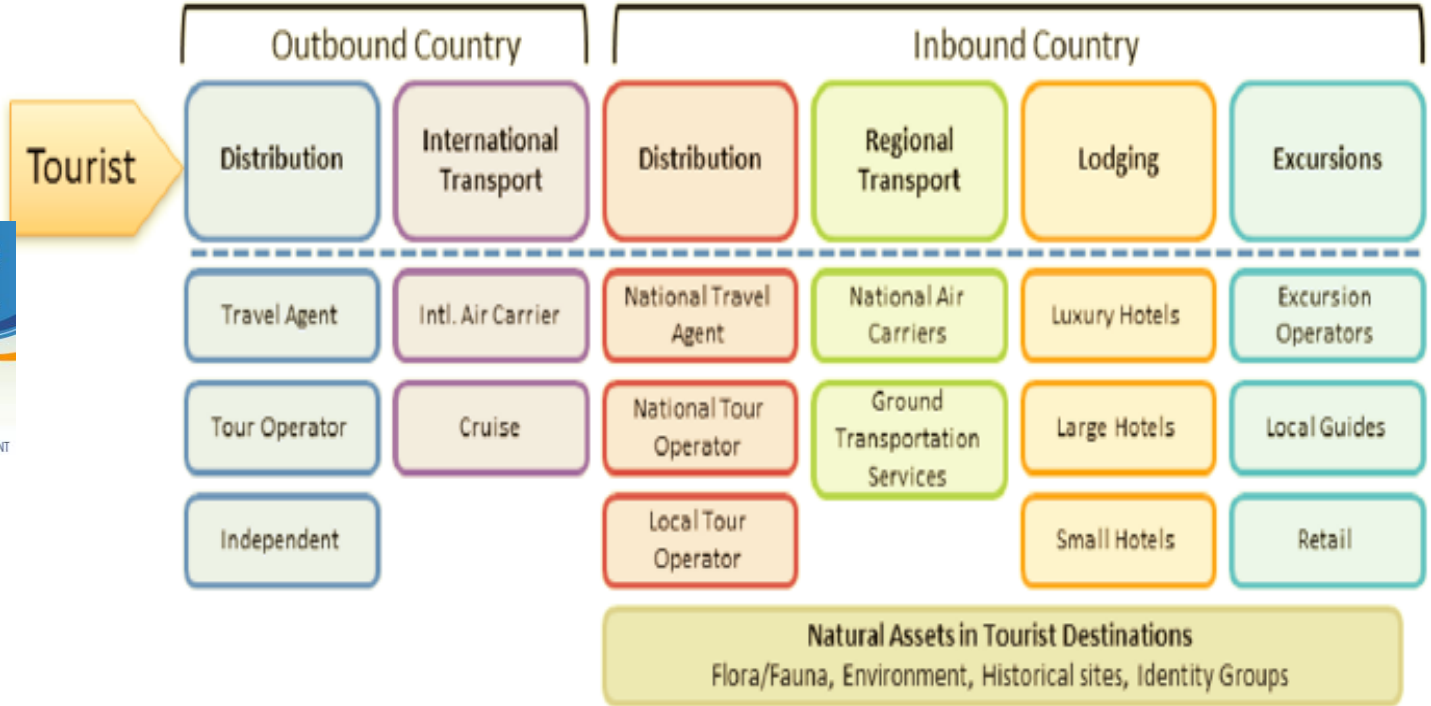 Outbound Country
Inbound Country
Tourist
Distribution
International
Transport
Distribution
Regional
Transport
Lodging
Excursions
Travel Agent
Intl. Air Carrier
National Travel
Agent
National Air
Carriers
Luxury Hotels
Excursion
Operators
Tour Operator
Cruise
National Tour
Operator
Ground
Transportation
Services
Large Hotels
Local Guides
Independent
Local Tour
Operator
Small Hotels
Retail
Natural Assets in Tourist Destinations
Flora/Fauna, Environment, Historical sites, Identity Groups